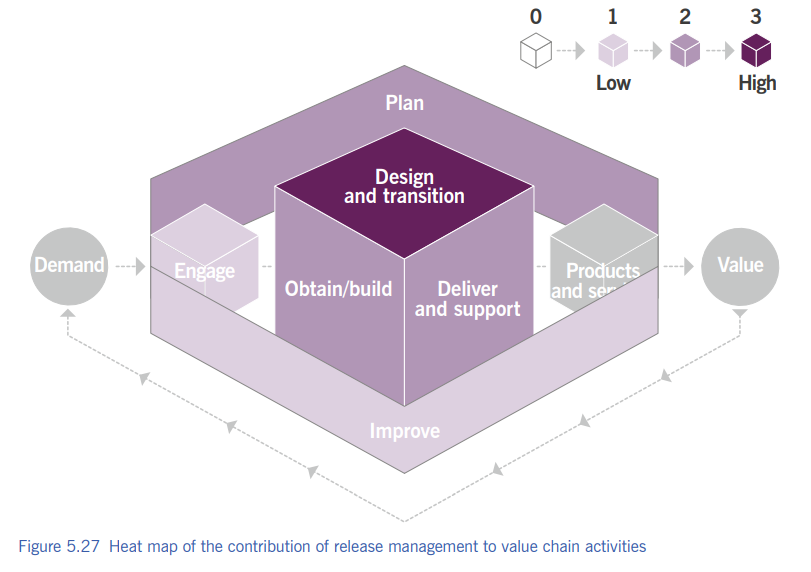 0 1 2 3
Low High
Plan
Design
and transition
Demand
Engage
Obtain/build
Deliver
and support
Products
and
Value
Improve
Figure 5.27 Heat map of the contribution of release management to value chain activities